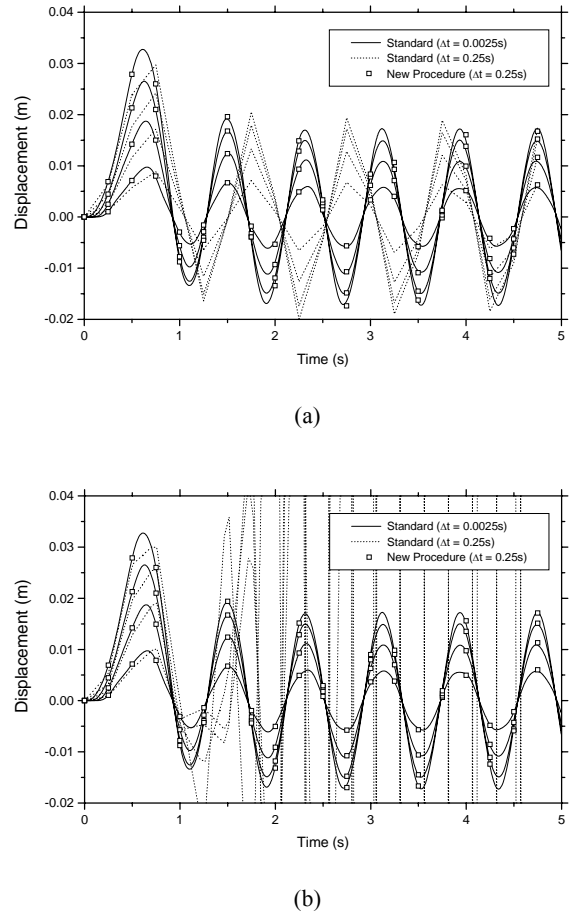 (a)
0.04
0.03
0.02
0.01
0.00
-0.01
-0.02
Displacement (m)
Standard (Δt = 0.0025s)
Standard (Δt = 0.25s)
New Procedure (Δt = 0.25s)
0 1 2 3 4 5
Time (s)
(b)
0.04
0.03
0.02
0.01
0.00
-0.01
-0.02
Displacement (m)
Standard (Δt = 0.0025s)
Standard (Δt = 0.25s)
New Procedure (Δt = 0.25s)
0 1 2 3 4 5
Time (s)